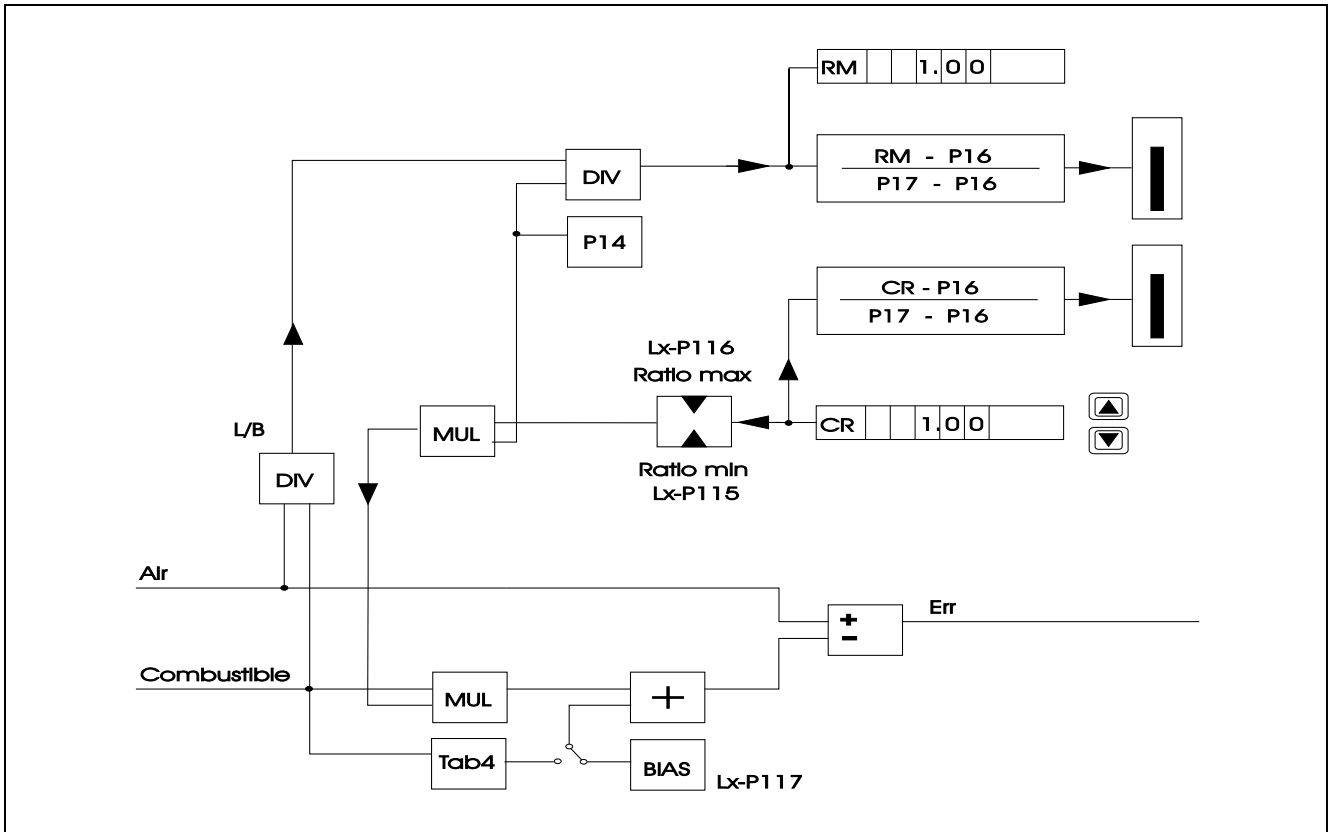 RM 1.00
RM - P16
P17 - P16
DIV
P14
CR - P16
P17 - P16
Lx-P116
Ratio max
CR 1.00
MUL
L/B
Ratio min
Lx-P115
DIV
Air
Err
+
-
Combustible
MUL
+
Tab4
BIAS
Lx-P117